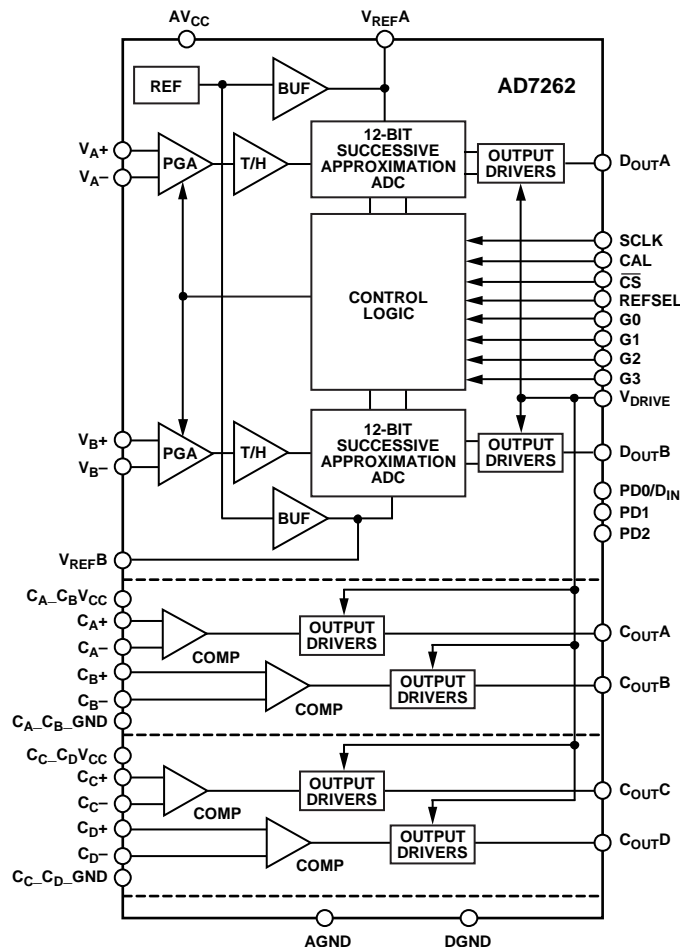 AVCC
VREFA
REF
BUF
AD7262
VA+
VA–
PGA
T/H
12-BIT
SUCCESSIVE
APPROXIMATION
ADC
OUTPUT
DRIVERS
DOUTA
SCLK
CAL
CS
REFSEL
G0
G1
G2
G3
VDRIVE
CONTROL
LOGIC
VB+
VB–
PGA
T/H
12-BIT
SUCCESSIVE
APPROXIMATION
ADC
OUTPUT
DRIVERS
DOUTB
PD0/DIN
PD1
PD2
BUF
VREFB
CA_CBVCC
CA+
CA–
COMP
OUTPUT
DRIVERS
COUTA
CB+
CB–
COMP
OUTPUT
DRIVERS
COUTB
CA_CB_GND
CC_CDVCC
CC+
CC–
COMP
OUTPUT
DRIVERS
COUTC
CD+
CD–
COMP
OUTPUT
DRIVERS
COUTD
CC_CD_GND
AGND
DGND